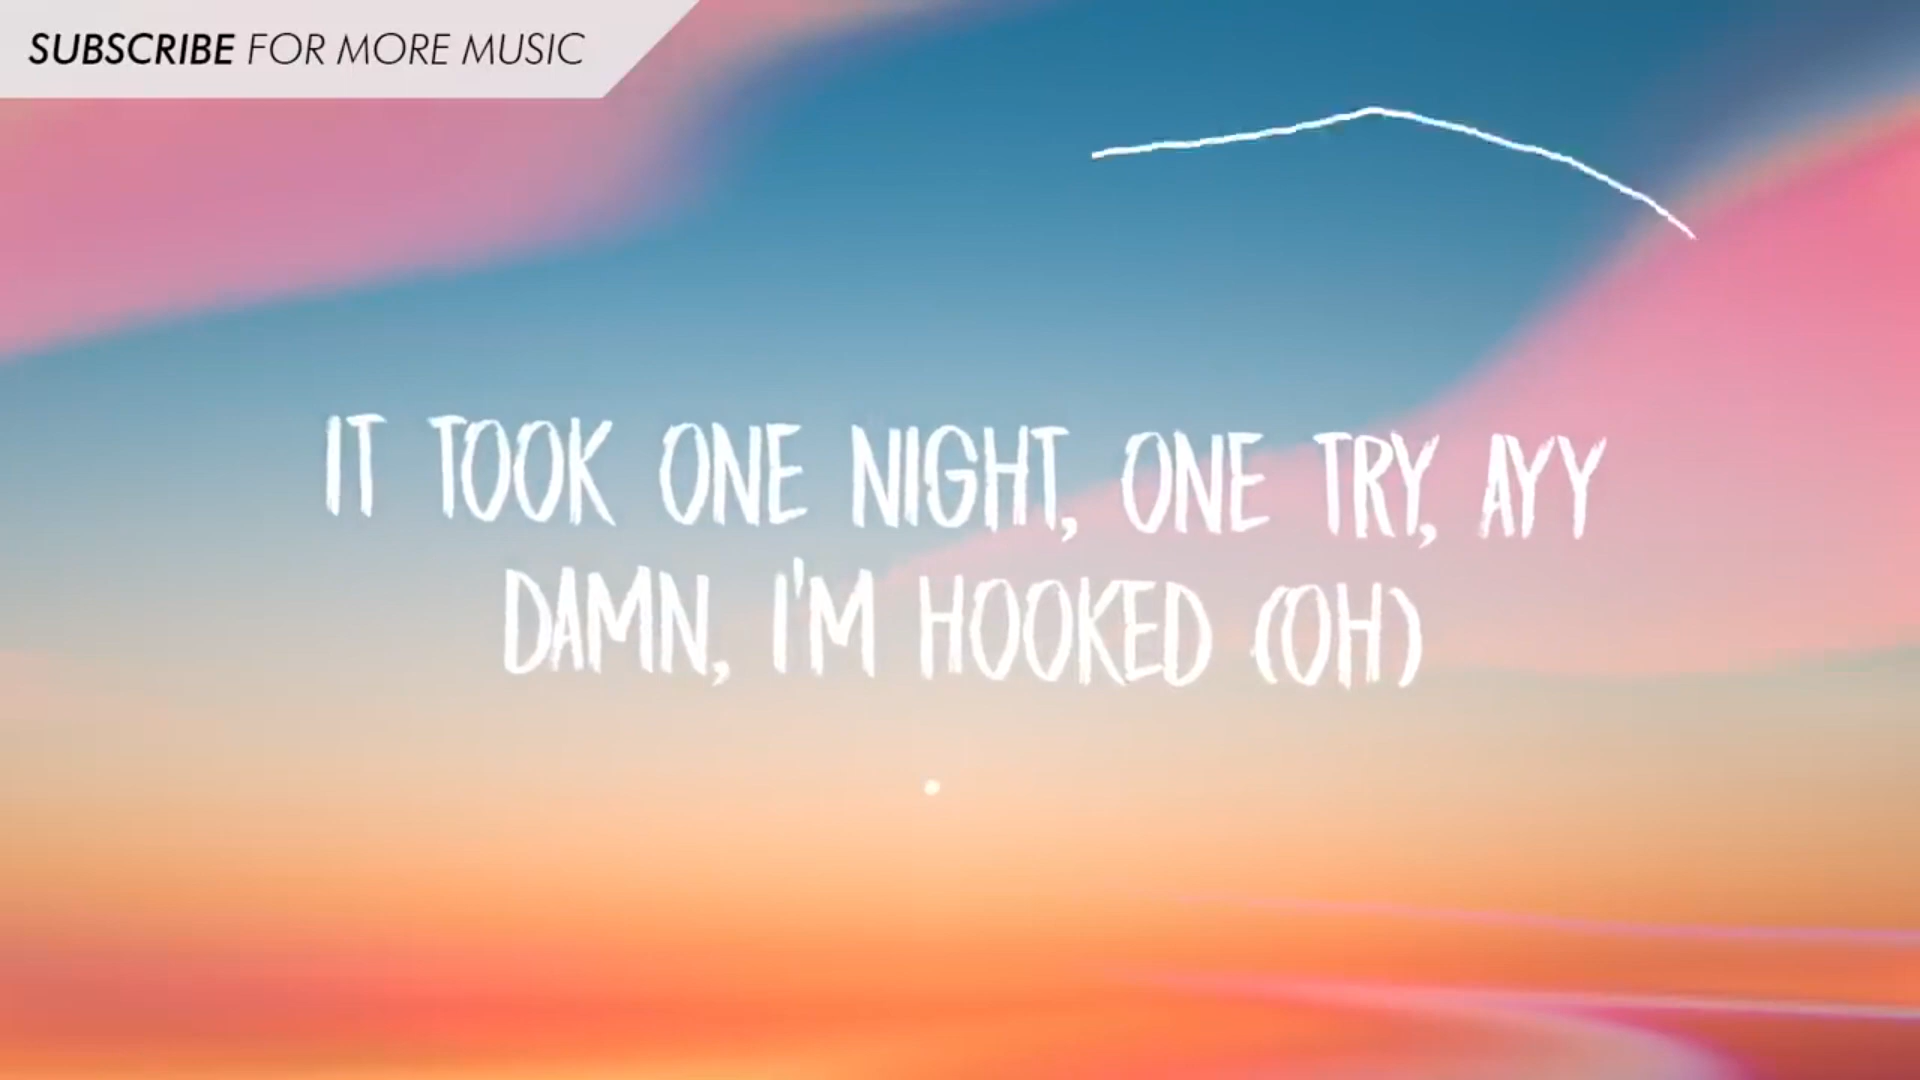 SUBSCRIBE FOR MORE MUSIC
IT TOOK ONE NIGHT, ONE TRY, AYY
DAMN, I'M HOOKED (OH)